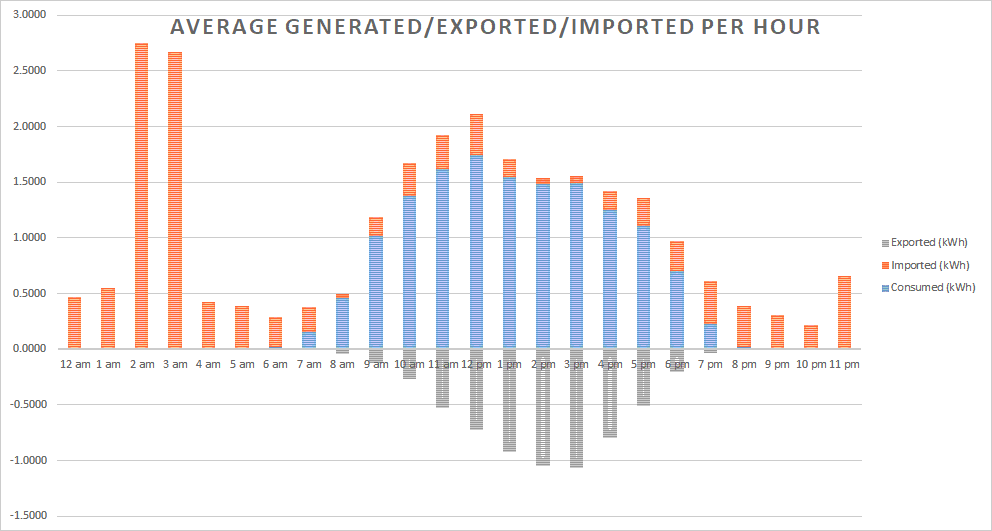 AVERAGE GENERATED/EXPORTED/IMPORTED PER HOUR
3.0000
2.5000
2.0000
1.5000
1.0000
0.5000
0.0000
-0.5000
-1.0000
-1.5000
12 am 1 am 2 am 3 am 4 am 5 am 6 am 7 am 8 am 9 am 10 am 11 am 12 pm 1 pm 2 pm 3 pm 4 pm 5 pm 6 pm 7 pm 8 pm 9 pm 10 pm 11 pm
Exported (kWh)
Imported (kWh)
Consumed (kWh)